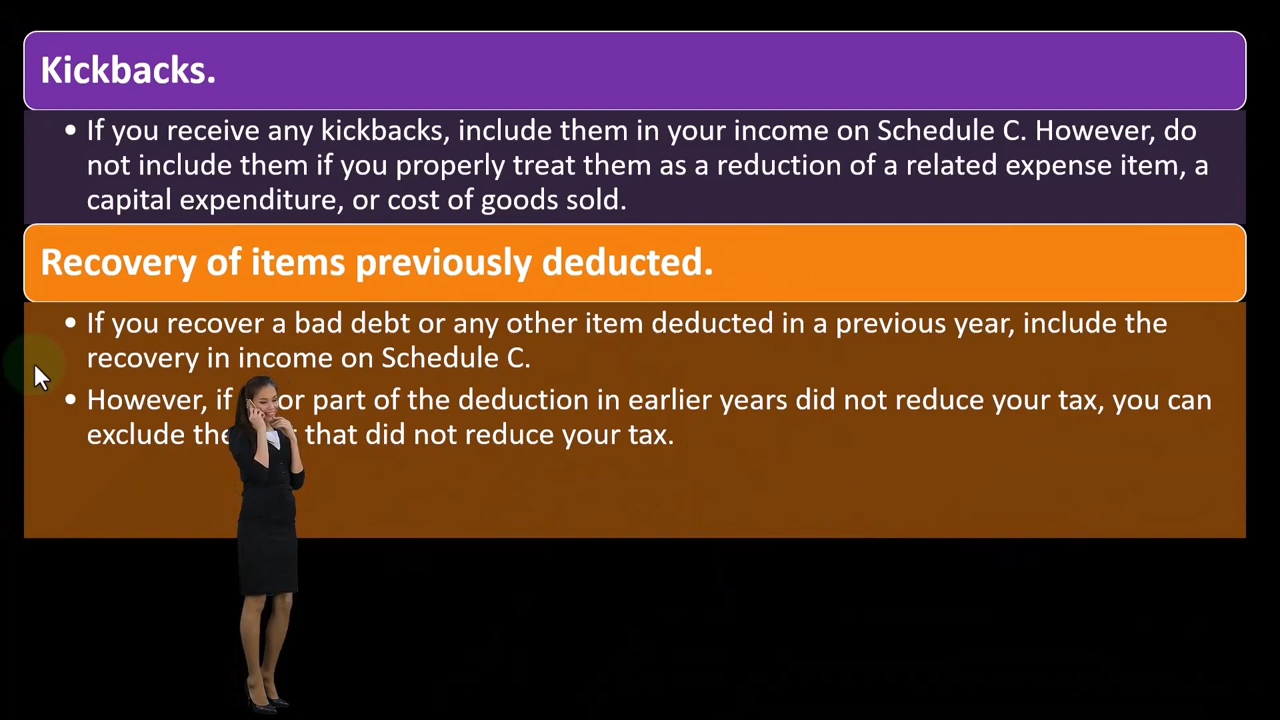 Kickbacks.
• If you receive any kickbacks, include them in your income on Schedule C. However, do
not include them if you properly treat them as a reduction of a related expense item, a
capital expenditure, or cost of goods sold.
Recovery of items previously deducted.
• If you recover a bad debt or any other item deducted in a previous year, include the
recovery in income on Schedule C.
• However, if or part of the deduction in earlier years did not reduce your tax, you can
exclude that did not reduce your tax.